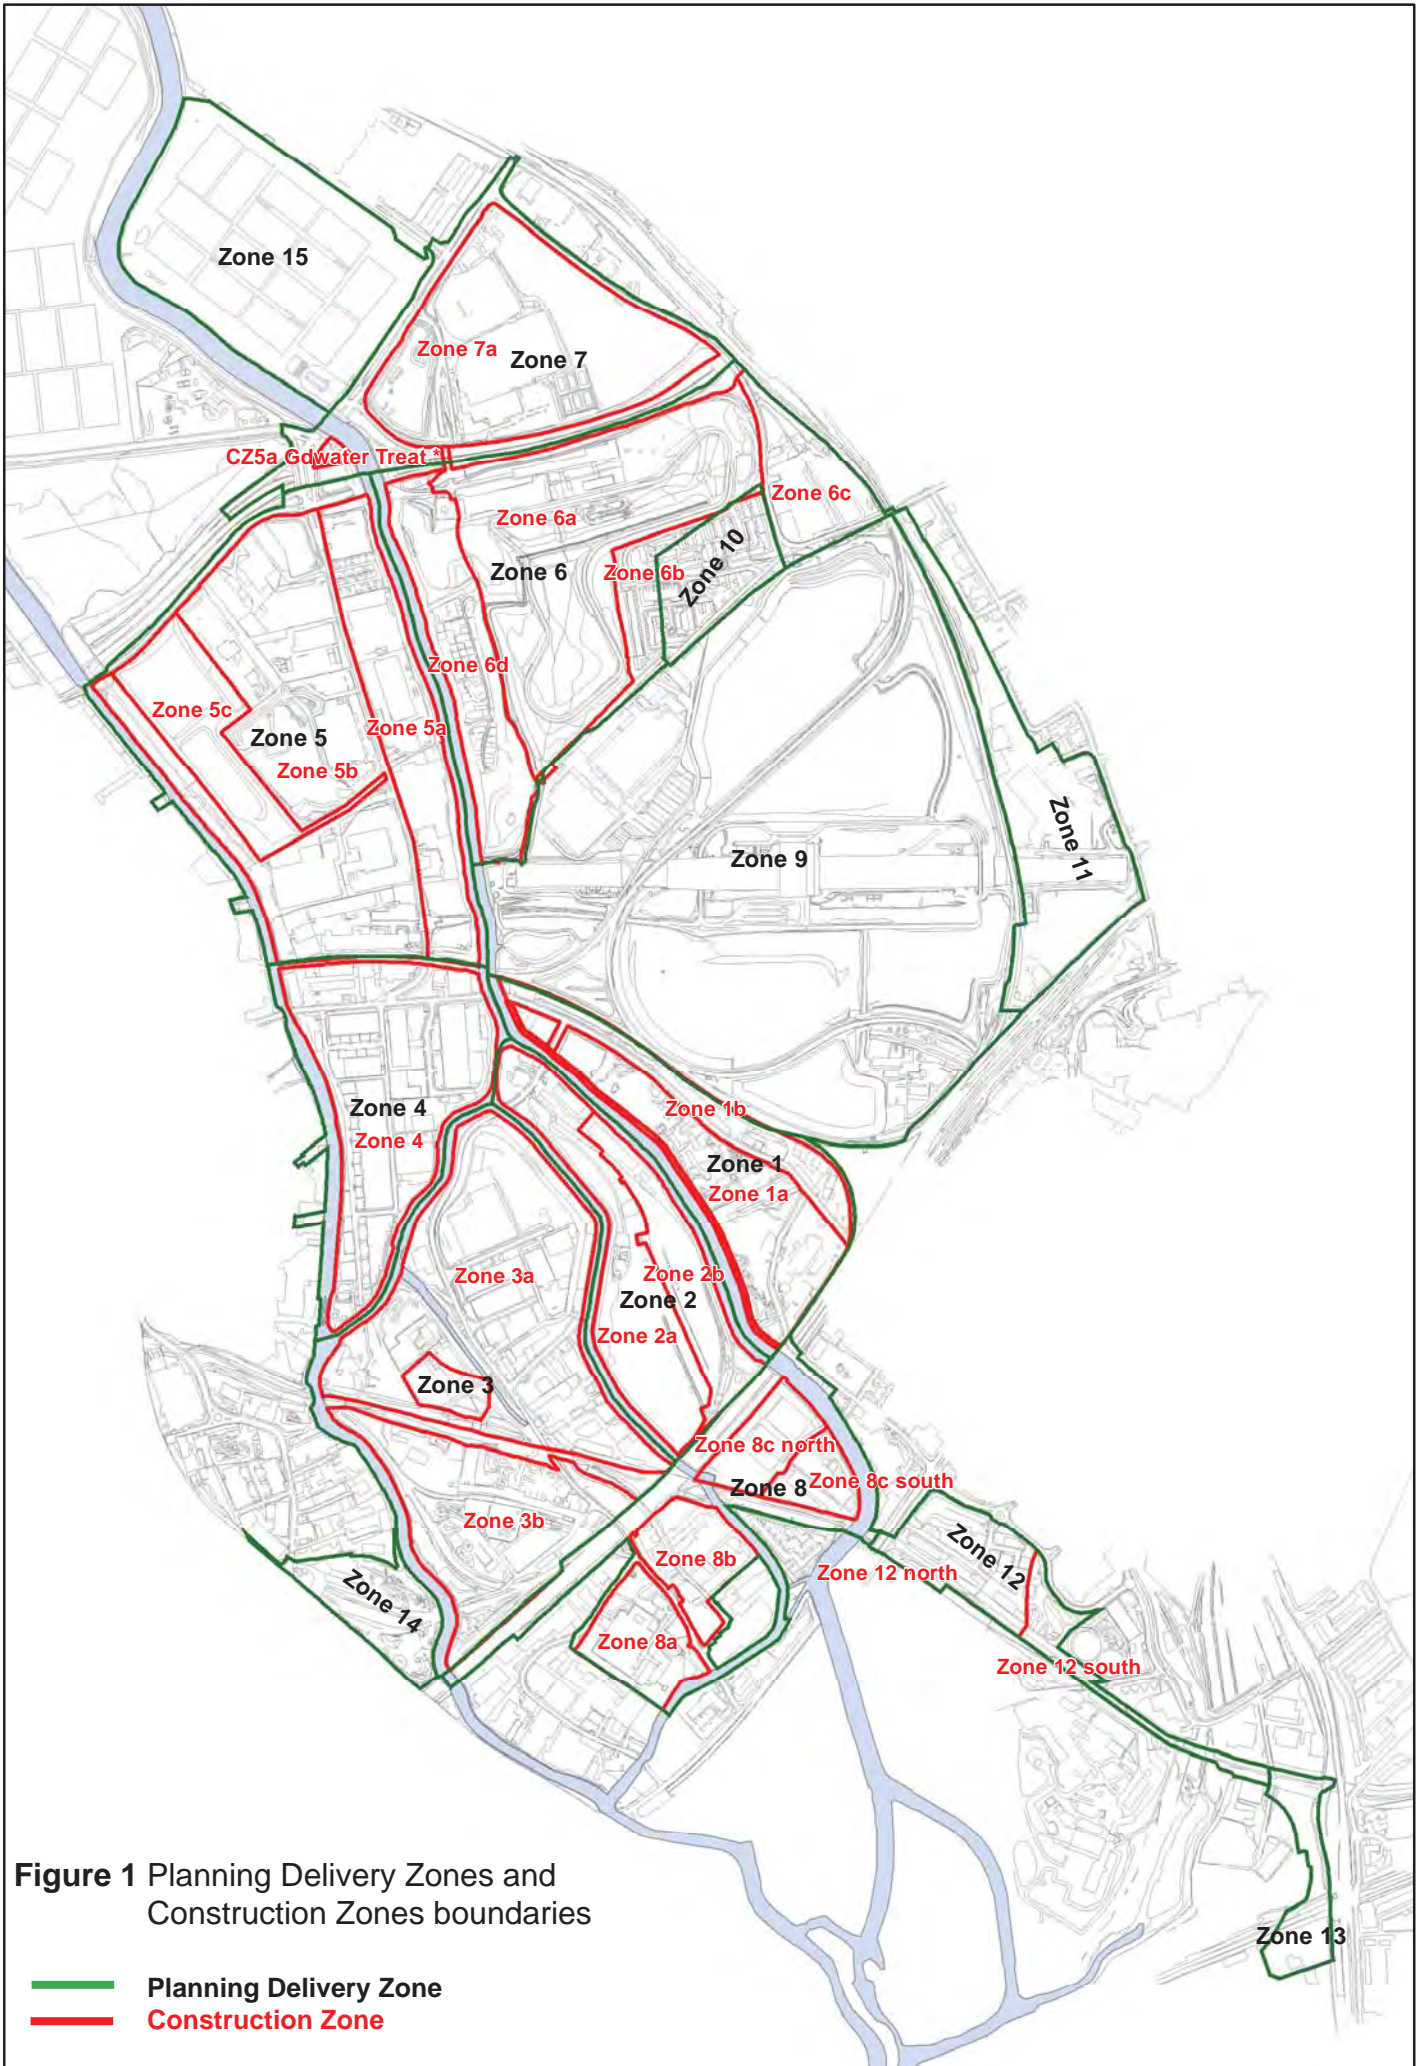 Zone 15
Zone 7a
Zone 7
CZ5a Gdwater Treat *
Zone 6c
Zone 6a
Zone 10
Zone 6
Zone 6b
Zone 6d
Zone 5c
Zone 5a
Zone 5
Zone 5b
Zone 11
Zone 9
Zone 4
Zone 1b
Zone 4
Zone 1
Zone 1a
Zone 3a
Zone 2b
Zone 2
Zone 2a
Zone 3
Zone 8c north
Zone 8c south
Zone 8
Zone 3b
Zone 12
Zone 8b
Zone 12 north
Zone 14
Zone 8a
Zone 12 south
Zone 13
Figure 1 Planning Delivery Zones and
Construction Zones boundaries
Planning Delivery Zone
Construction Zone